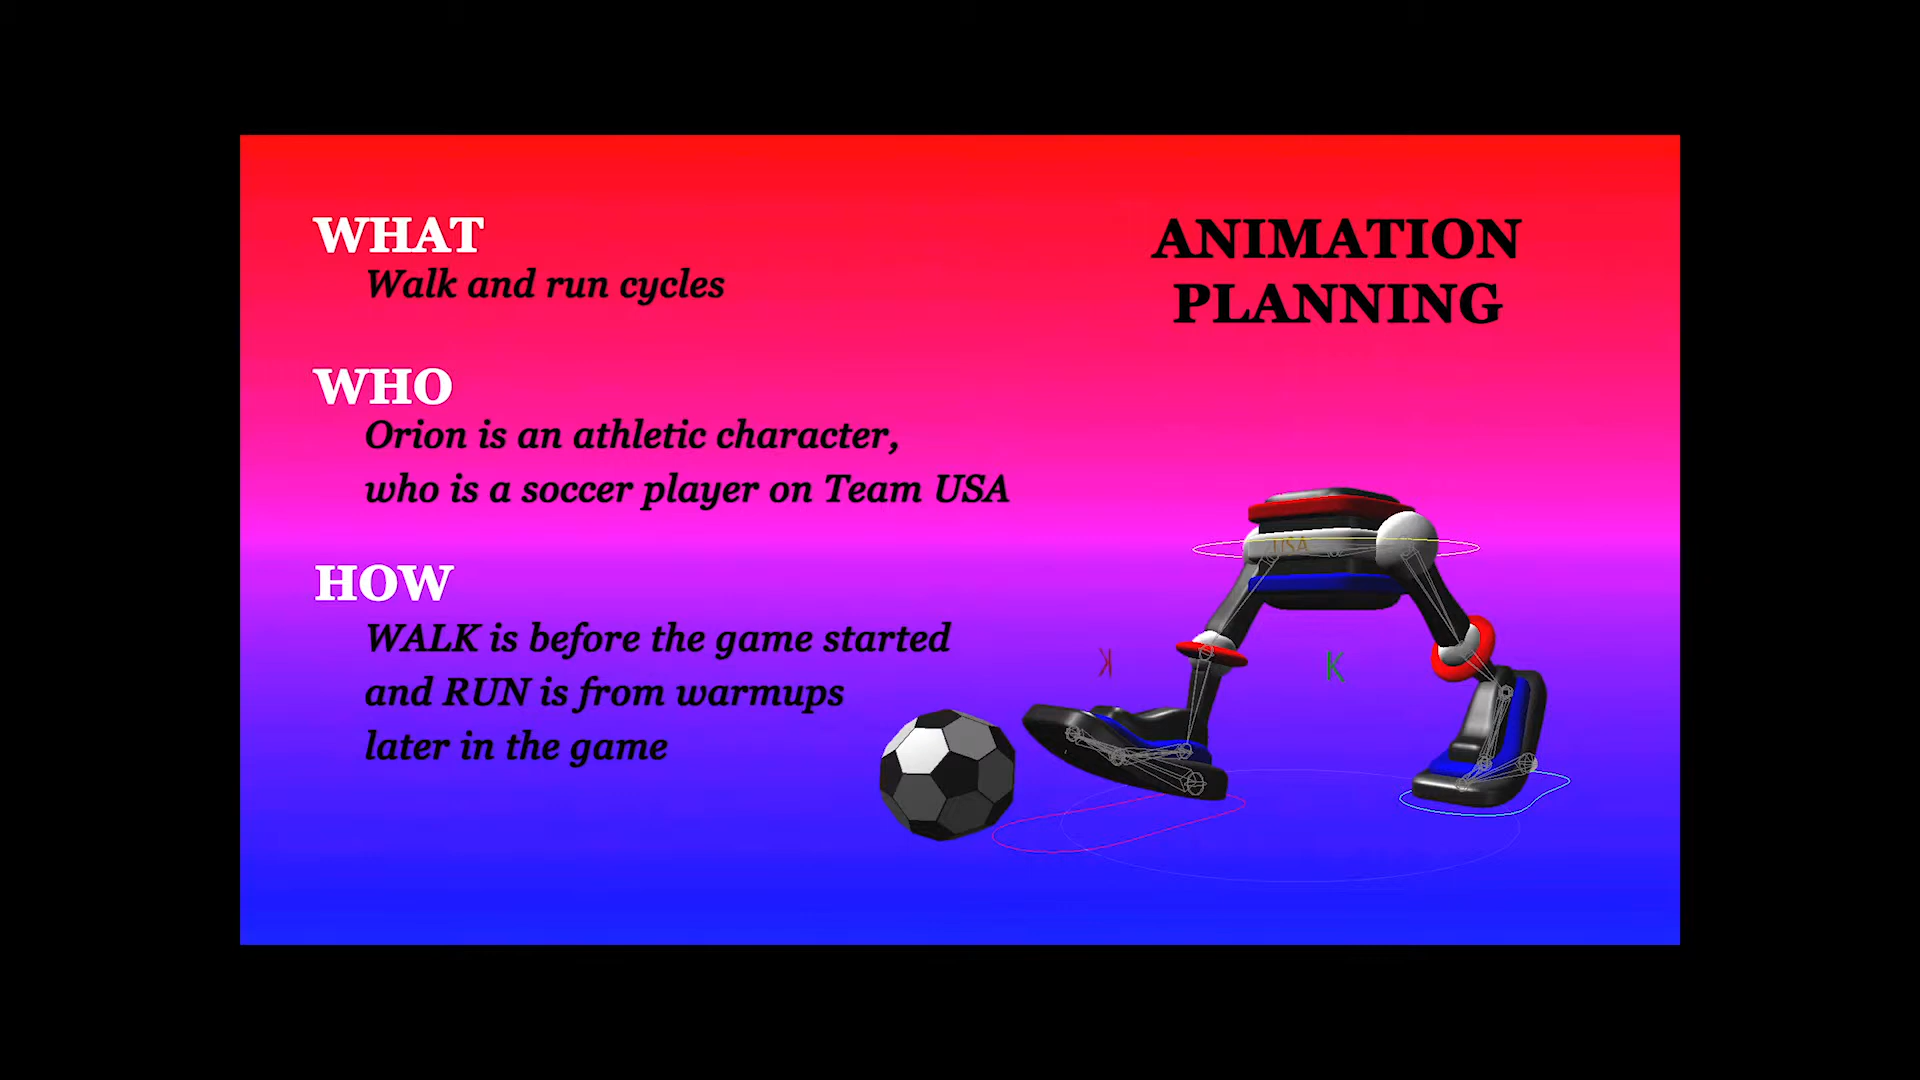 WHAT
Walk and run cycles
WHO
Orion is an athletic character,
who is a soccer player on Team USA
HOW
WALK is before the game started
and RUN is from warmups
later in the game
ANIMATION
PLANNING
USA
K
K